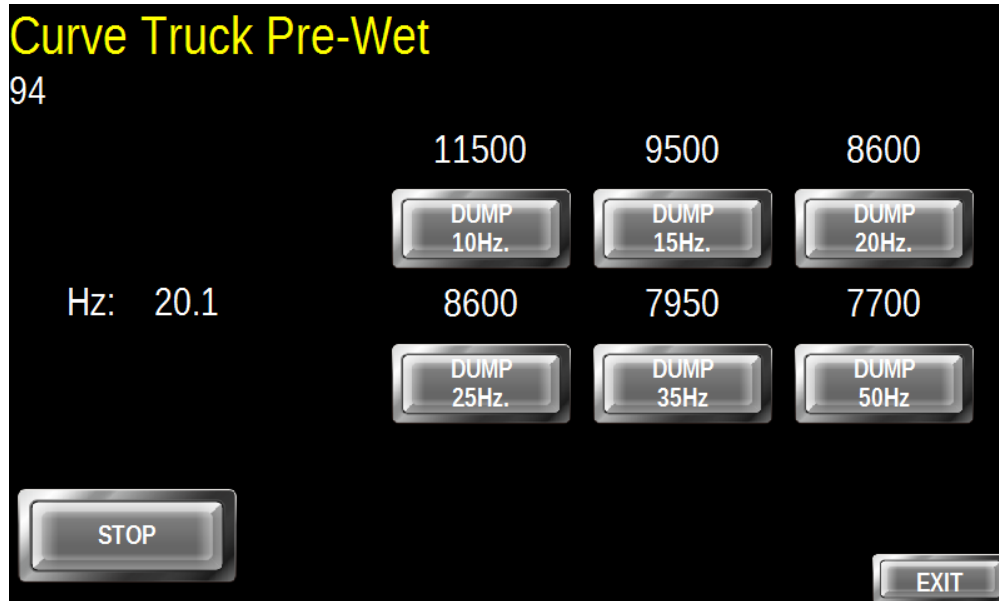 Curve Truck Pre-Wet
94
11500 9500 8600
DUMP 10Hz. DUMP 15Hz. DUMP 20Hz.
Hz: 20.1 8600 7950 7700
DUMP 25Hz. DUMP 35Hz DUMP 50Hz
STOP
EXIT